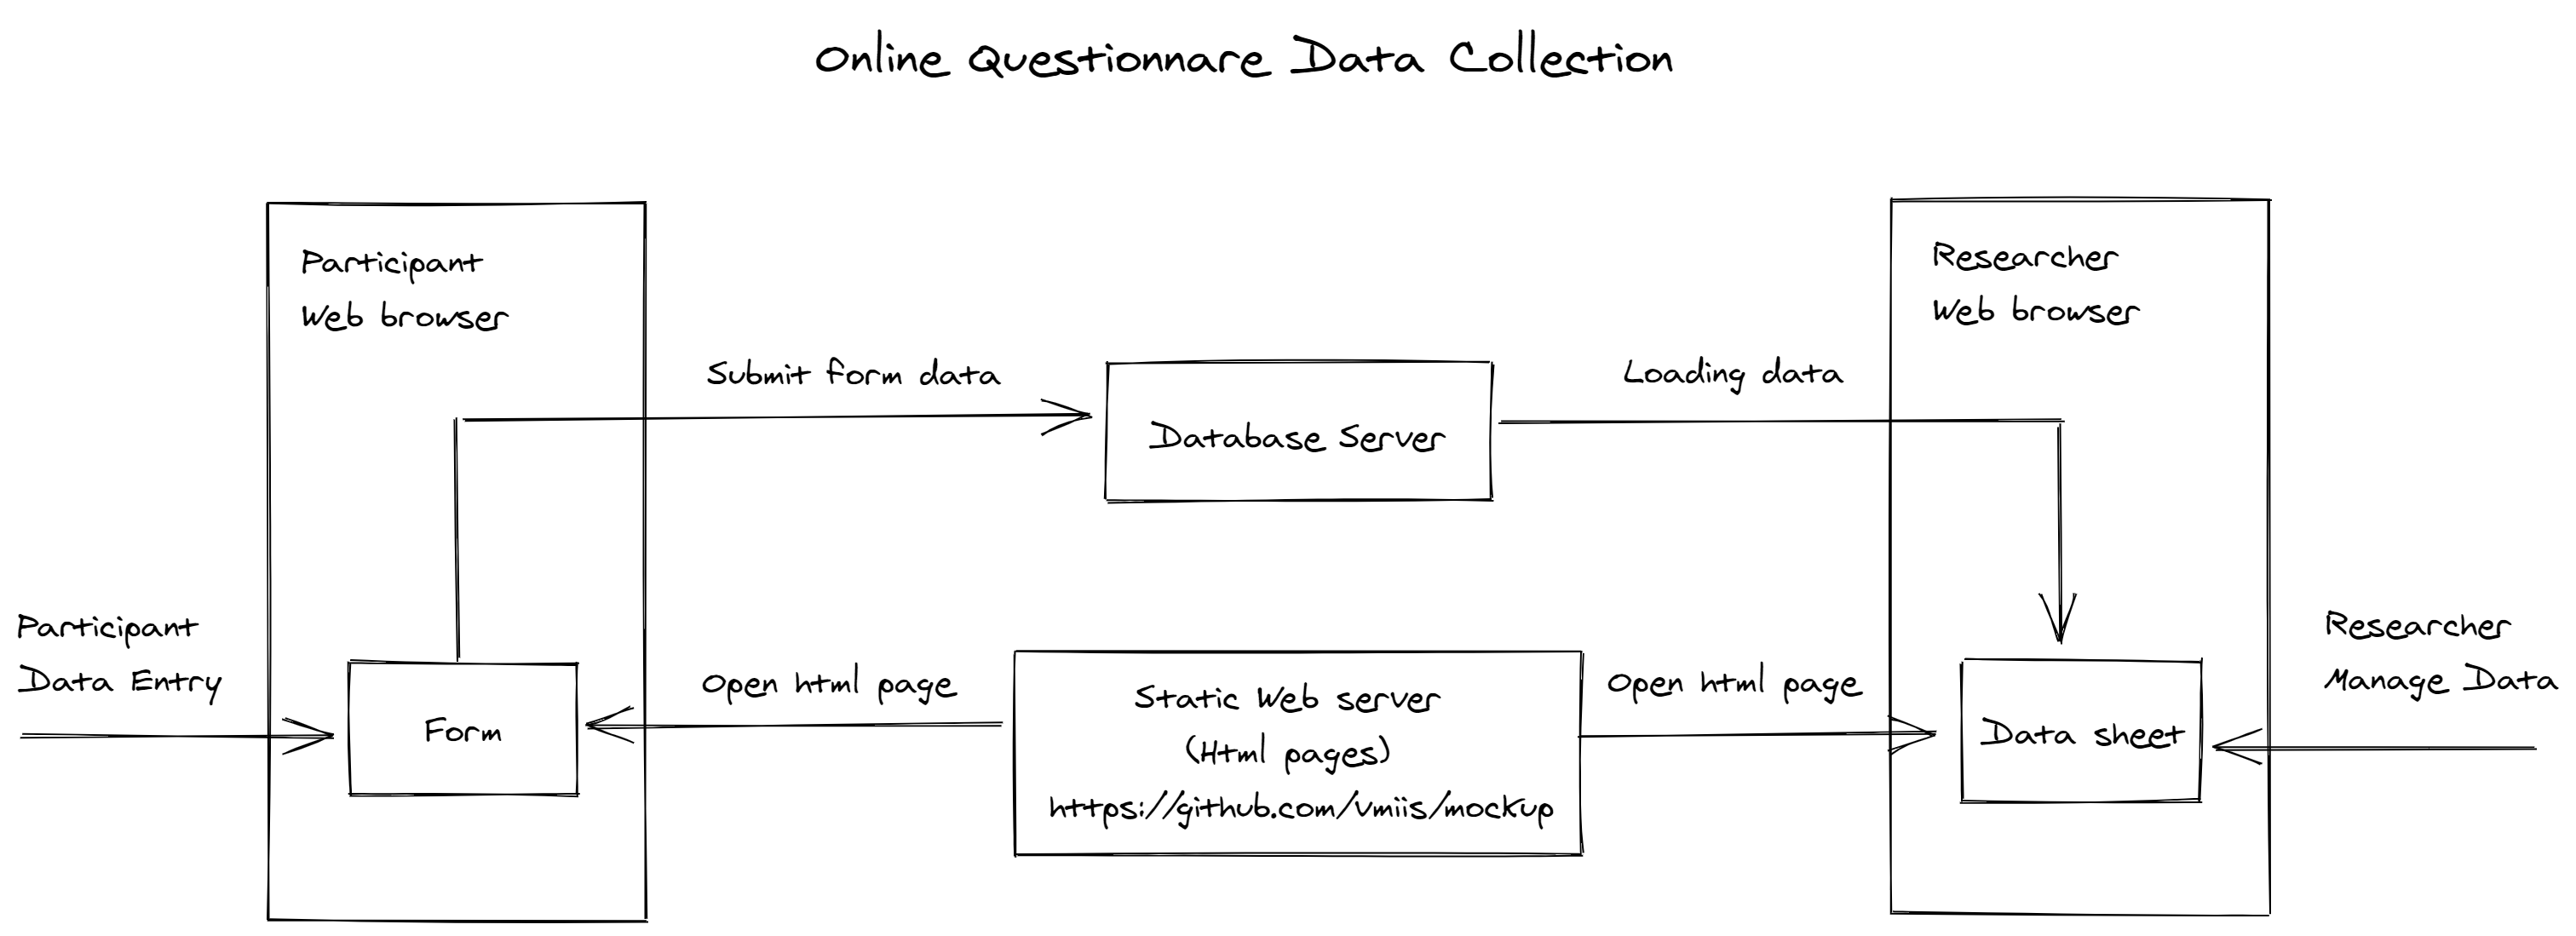 Online Questionnare Data Collection
Participant
Web browser
Researcher
Web browser
Submit form data
Loading data
Database Server
Participant
Data Entry
Form
Open html page
Static Web server
(Html pages)
https://github.com/vmiis/mockup
Open html page
Data sheet
Researcher
Manage Data